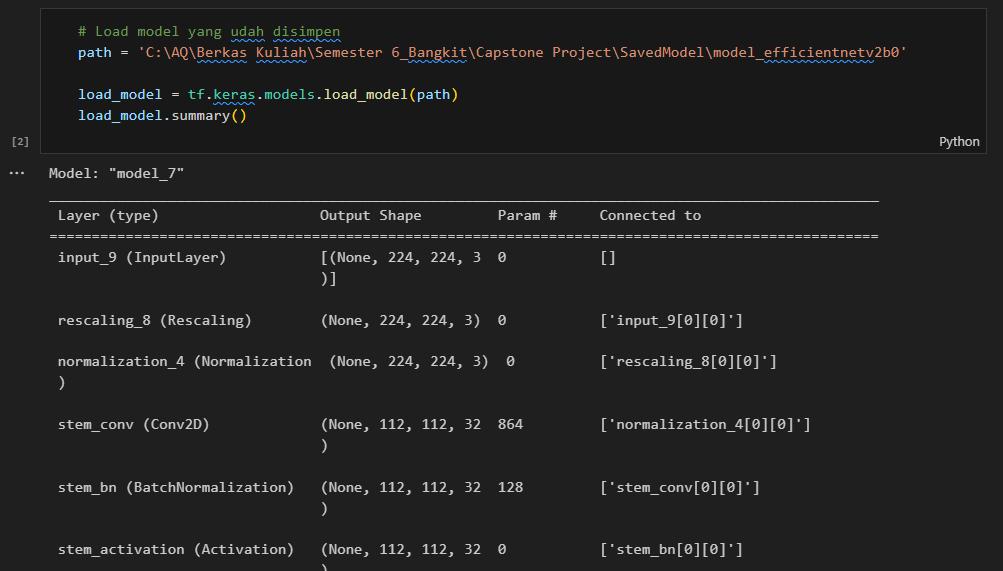 # Load model yang udah disimpen
path = 'C:\AQ\Berkas Kuliah\Semester 6_Bangkit\Capstone Project\SavedModel\model_efficientnetv2b0'
load_model = tf.keras.models.load_model(path)
load_model.summary()
[2]
Python
... Model: "model_7"
Layer (type) Output Shape Param # Connected to
==================================================================================================
input_9 (InputLayer) [(None, 224, 224, 3 0 []
)]
rescaling_8 (Rescaling) (None, 224, 224, 3) 0 ['input_9[0][0]']
normalization_4 (Normalization (None, 224, 224, 3) 0 ['rescaling_8[0][0]']
)
stem_conv (Conv2D) (None, 112, 112, 32 864 ['normalization_4[0][0]']
)
stem_bn (BatchNormalization) (None, 112, 112, 32 128 ['stem_conv[0][0]']
)
stem_activation (Activation) (None, 112, 112, 32 0 ['stem_bn[0][0]']
)